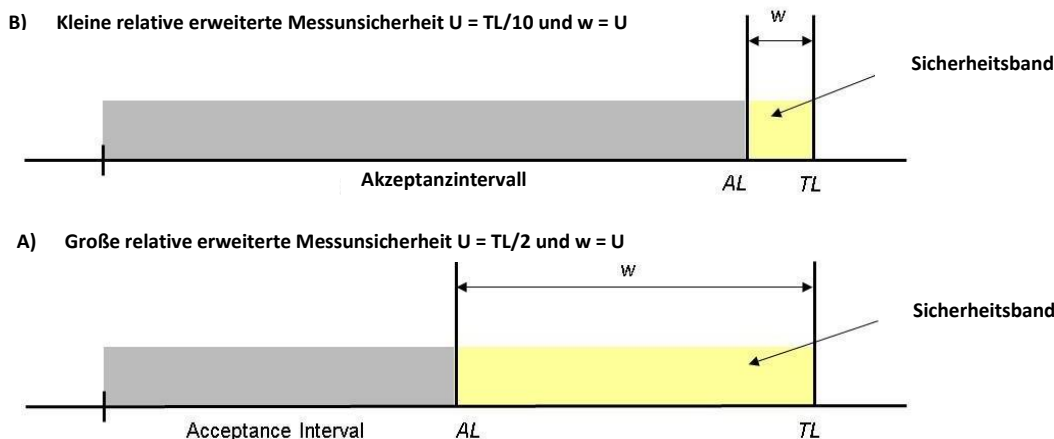 B) Kleine relative erweiterte Messunsicherheit U = TL/10 und w = U
w
Sicherheitsband
Akzeptanzintervall
AL
TL
A) Große relative erweiterte Messunsicherheit U = TL/2 und w = U
w
Sicherheitsband
Acceptance Interval
AL
TL